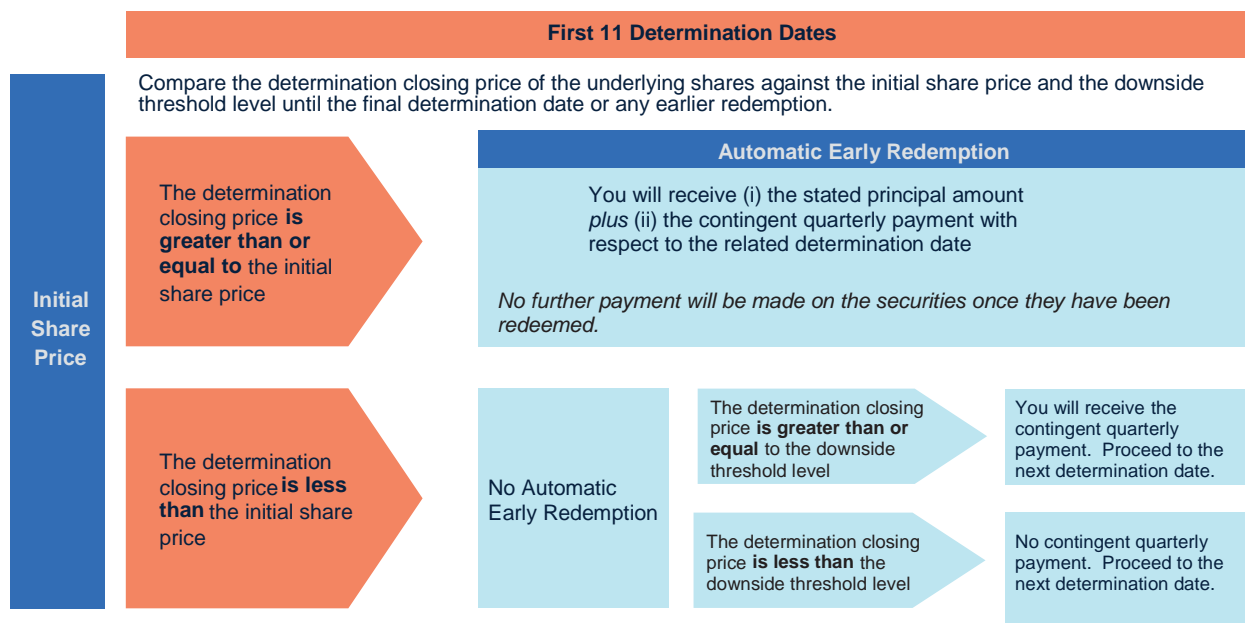 First 11 Determination Dates
Compare the determination closing price of the underlying shares against the initial share price and the downside
threshold level until the final determination date or any earlier redemption.
Initial
Share
Price
The determination
closing price is
greater than or
equal to the initial
share price
Automatic Early Redemption
You will receive (i) the stated principal amount
plus (ii) the contingent quarterly payment with
respect to the related determination date
No further payment will be made on the securities once they have been
redeemed.
The determination
closing price is less
than the initial share
price
No Automatic
Early Redemption
The determination closing
price is greater than or
equal to the downside
threshold level
You will receive the
contingent quarterly
payment.  Proceed to the
next determination date.
The determination closing
price is less than the
downside threshold level
No contingent quarterly
payment.  Proceed to the
next determination date.